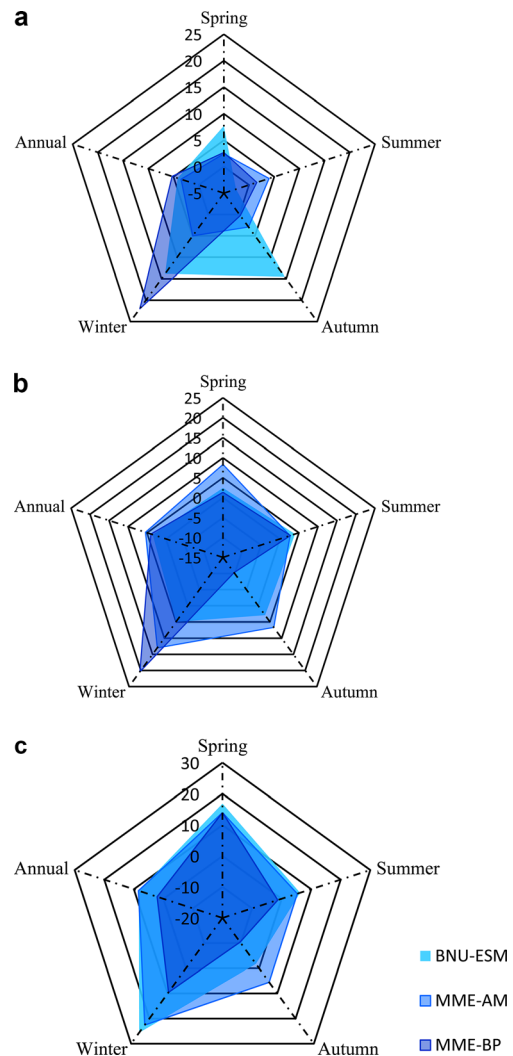 a
Spring
25
20
15
10
5
0
-5
Annual
Summer
Winter
Autumn
b
Spring
25
20
15
10
5
0
-5
-10
-15
Annual
Summer
Winter
Autumn
c
Spring
30
20
10
0
-10
-20
Annual
Summer
Winter
Autumn
BNU-ESM
MME-AM
MME-BP